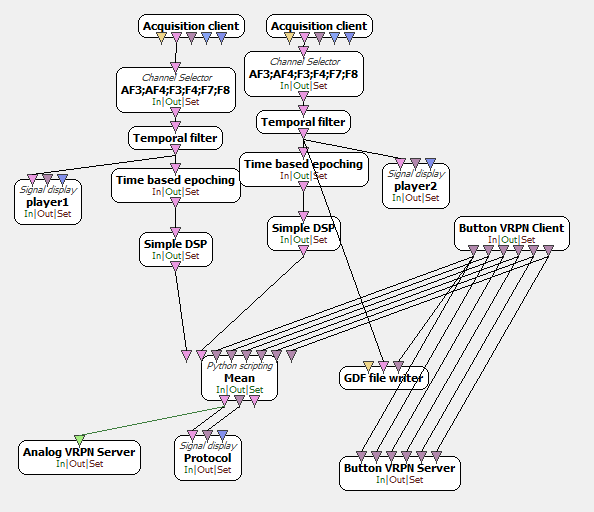 Acquisition client
Acquisition client
Channel Selector
AF3;AF4;F3;F4;F7;F8
In|Out|Set
Channel Selector
AF3;AF4;F3;F4;F7;F8
In|Out|Set
Temporal filter
Temporal filter
Time based epoching
In|Out|Set
Time based epoching
In|Out|Set
Signal display
player1
In|Out|Set
Signal display
player2
In|Out|Set
Simple DSP
In|Out|Set
Simple DSP
In|Out|Set
Button VRPN Client
In|Out|Set
Python scripting
Mean
In|Out|Set
GDF file writer
In|Out|Set
Analog VRPN Server
In|Out|Set
Signal display
Protocol
In|Out|Set
Button VRPN Server
In|Out|Set